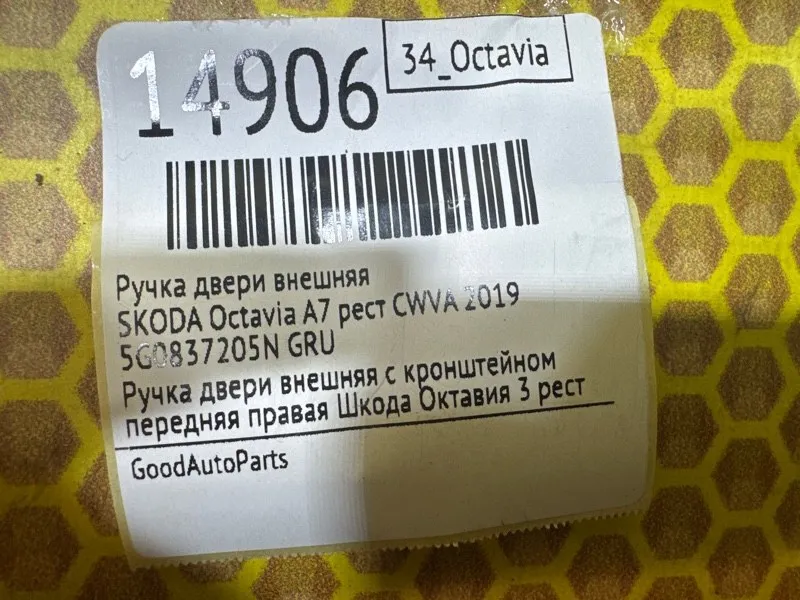 14906
34_Octavia
Ручка двери внешняя
SKODA Octavia A7 рест CWVA 2019
5G0837205N GRU
Ручка двери внешняя с кронштейном
передняя правая Шкода Октавия 3 рест
GoodAutoParts